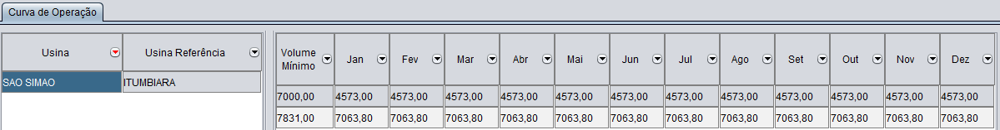 Curva de Operação
Usina Usina Referência Volume Mínimo Jan Fev Mar Abr Mai Jun Jul Ago Set Out Nov Dez
SAO SIMAO ITUMBIARA
7000,00 4573,00 4573,00 4573,00 4573,00 4573,00 4573,00 4573,00 4573,00 4573,00 4573,00 4573,00 4573,00
7831,00 7063,80 7063,80 7063,80 7063,80 7063,80 7063,80 7063,80 7063,80 7063,80 7063,80 7063,80 7063,80